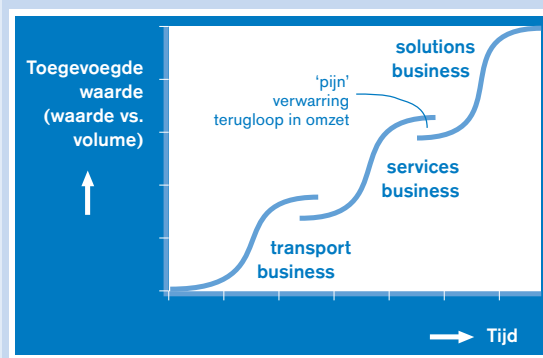 Toegevoegde
waarde
(waarde vs.
volume)
solutions
business
‘pijn’
verwarring
terugloop in omzet
services
business
transport
business
Tijd